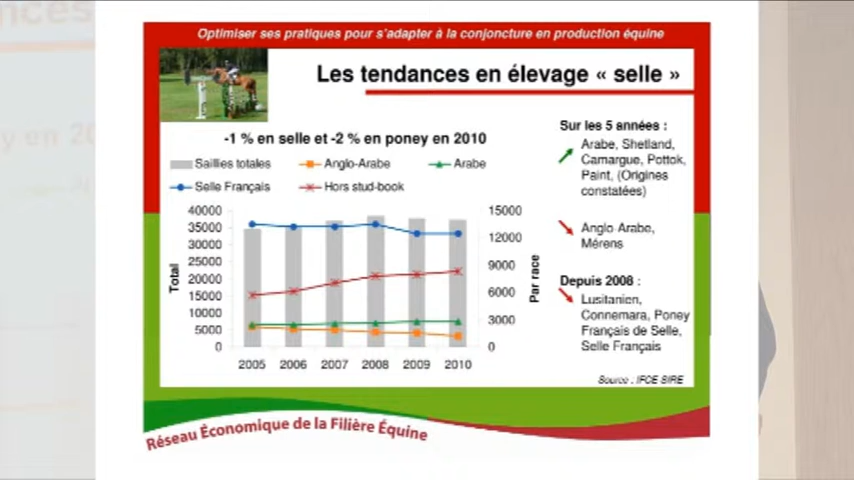 Optimiser ses pratiques pour s'adapter à la conjoncture en production équine
Les tendances en élevage « selle »
-1 % en selle et -2 % en poney en 2010
Saillies totales
Anglo-Arabe
Arabe
Selle Français
Hors stud-book
40000
35000
30000
25000
20000
15000
10000
5000
0
Total
15000
12000
9000
6000
3000
0
Par race
2005 2006 2007 2008 2009 2010
Sur les 5 années :
Arabe, Shetland,
Camargue, Pottok,
Paint, (Origines
constatées)
Anglo Arabe,
Mérens
Depuis 2008 :
Lusitanien,
Connemara, Poney
Français de Selle,
Selle Français
Source : IFCE SIRE
Réseau Économique de la Filière Équine